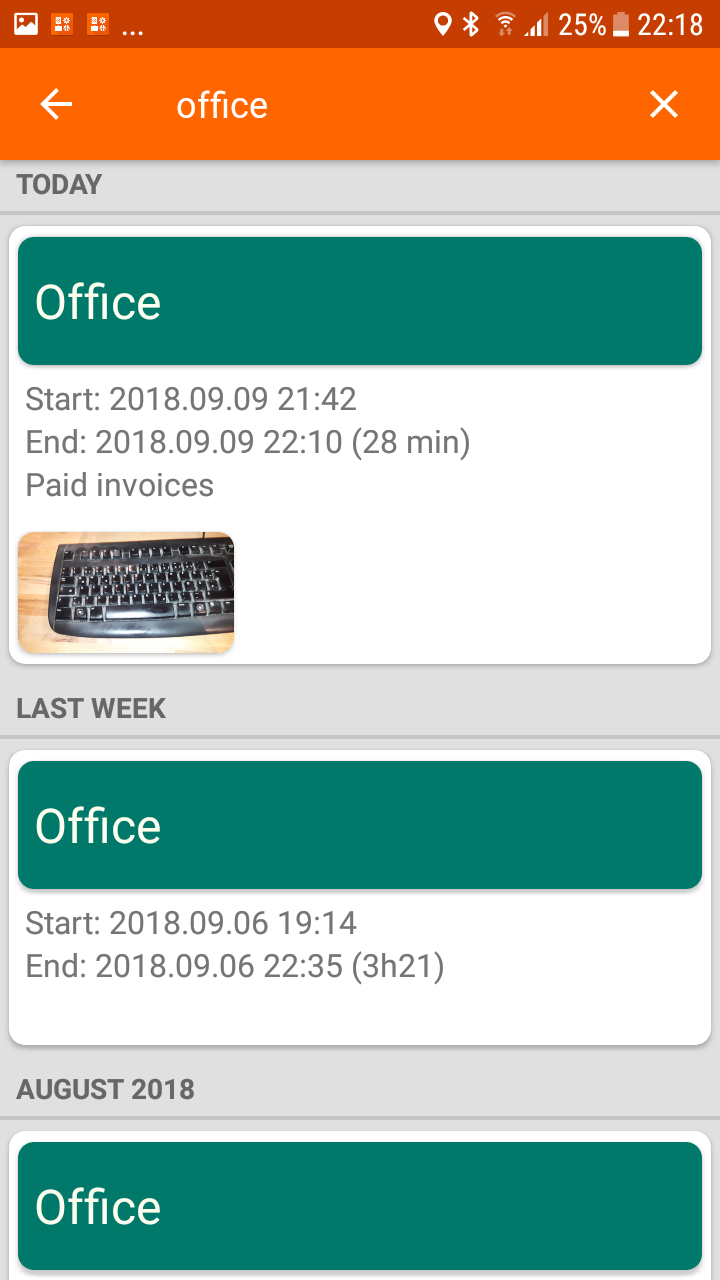 ... 25% 22:18
office
TODAY
Office
Start: 2018.09.09 21:42
End: 2018.09.09 22:10 (28 min)
Paid invoices
LAST WEEK
Office
Start: 2018.09.06 19:14
End: 2018.09.06 22:35 (3h21)
AUGUST 2018
Office